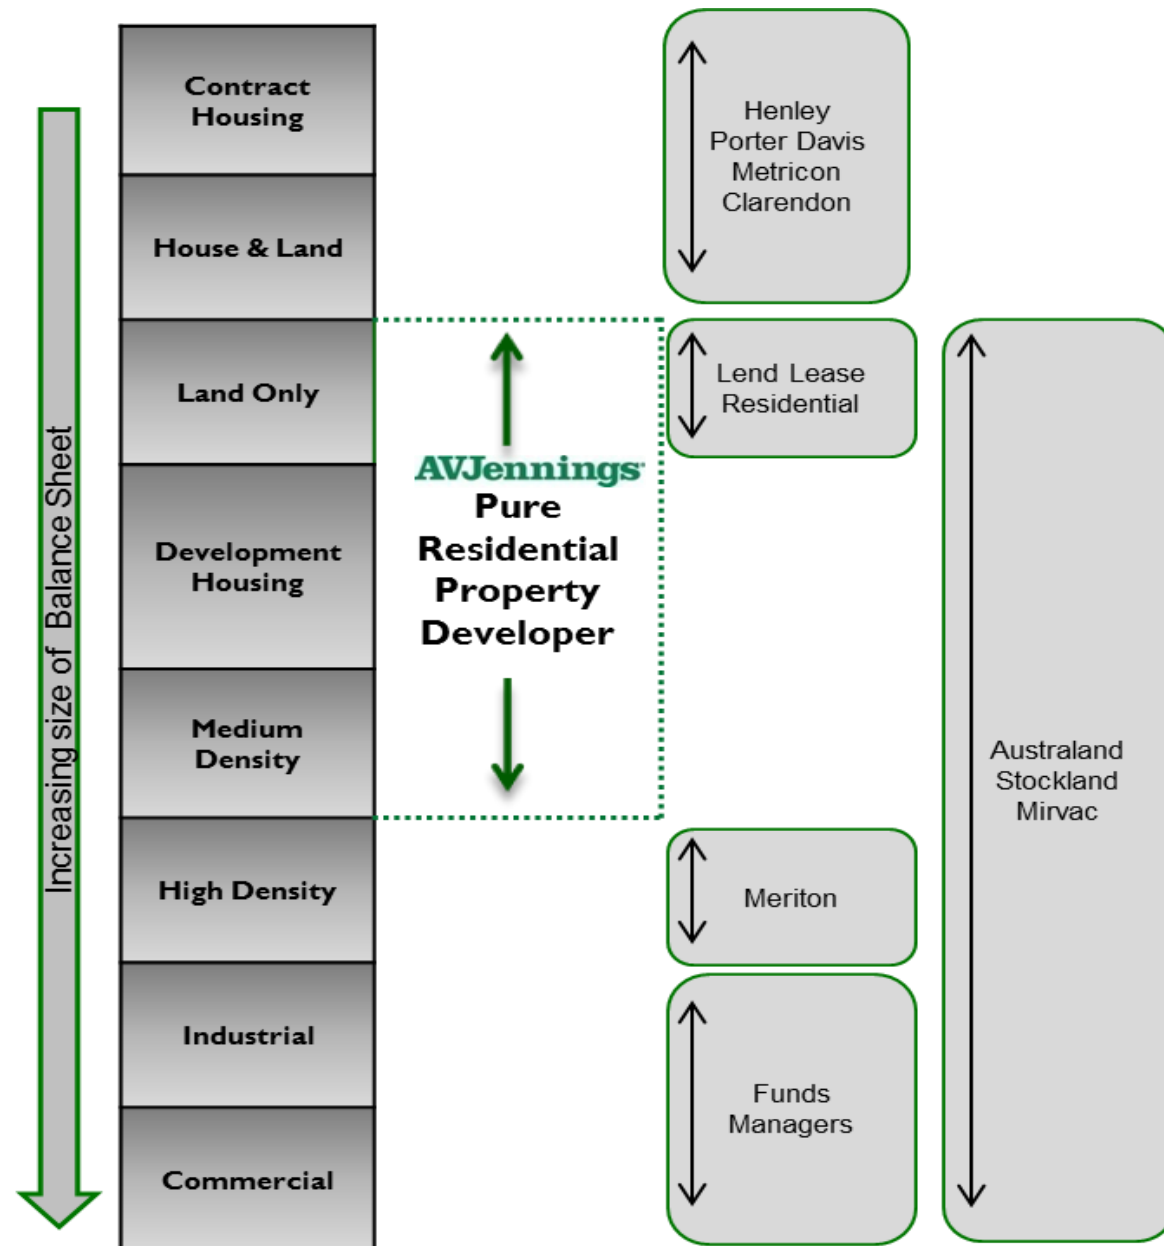 Increasing size of Balance Sheet
Contract
Housing
House & Land
Land Only
Development
Housing
Medium
Density
High Density
Industrial
Commercial
AVJennings
Pure
Residential
Property
Developer
Henley
Porter Davis
Metricon
Clarendon
Lend Lease
Residential
Meriton
Funds
Managers
Australand
Stockland
Mirvac